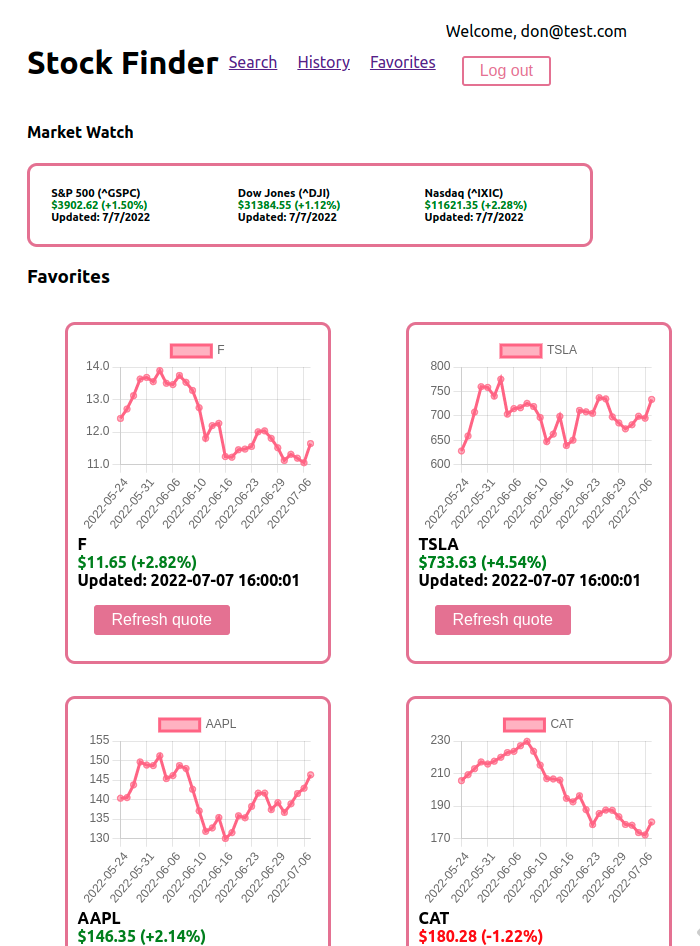 Welcome, don@test.com
Stock Finder Search History Favorites Log out
Market Watch
S&P 500 (^GSPC)
$3902.62 (+1.50%)
Updated: 7/7/2022
Dow Jones (^DJI)
$31384.55 (+1.12%)
Updated: 7/7/2022
Nasdaq (^IXIC)
$11621.35 (+2.28%)
Updated: 7/7/2022
Favorites
F
14.0
13.0
12.0
11.0
2022-05-24
2022-05-31
2022-06-06
2022-06-10
2022-06-16
2022-06-23
2022-06-29
2022-07-06
F
$11.65 (+2.82%)
Updated: 2022-07-07 16:00:01
Refresh quote
TSLA
800
750
700
650
600
2022-05-24
2022-05-31
2022-06-06
2022-06-10
2022-06-16
2022-06-23
2022-06-29
2022-07-06
TSLA
$733.63 (+4.54%)
Updated: 2022-07-07 16:00:01
Refresh quote
AAPL
155
150
145
140
135
130
2022-05-24
2022-05-31
2022-06-06
2022-06-10
2022-06-16
2022-06-23
2022-06-29
2022-07-06
AAPL
$146.35 (+2.14%)
CAT
230
210
190
170
2022-05-24
2022-05-31
2022-06-06
2022-06-10
2022-06-16
2022-06-23
2022-06-29
2022-07-06
CAT
$180.28 (-1.22%)